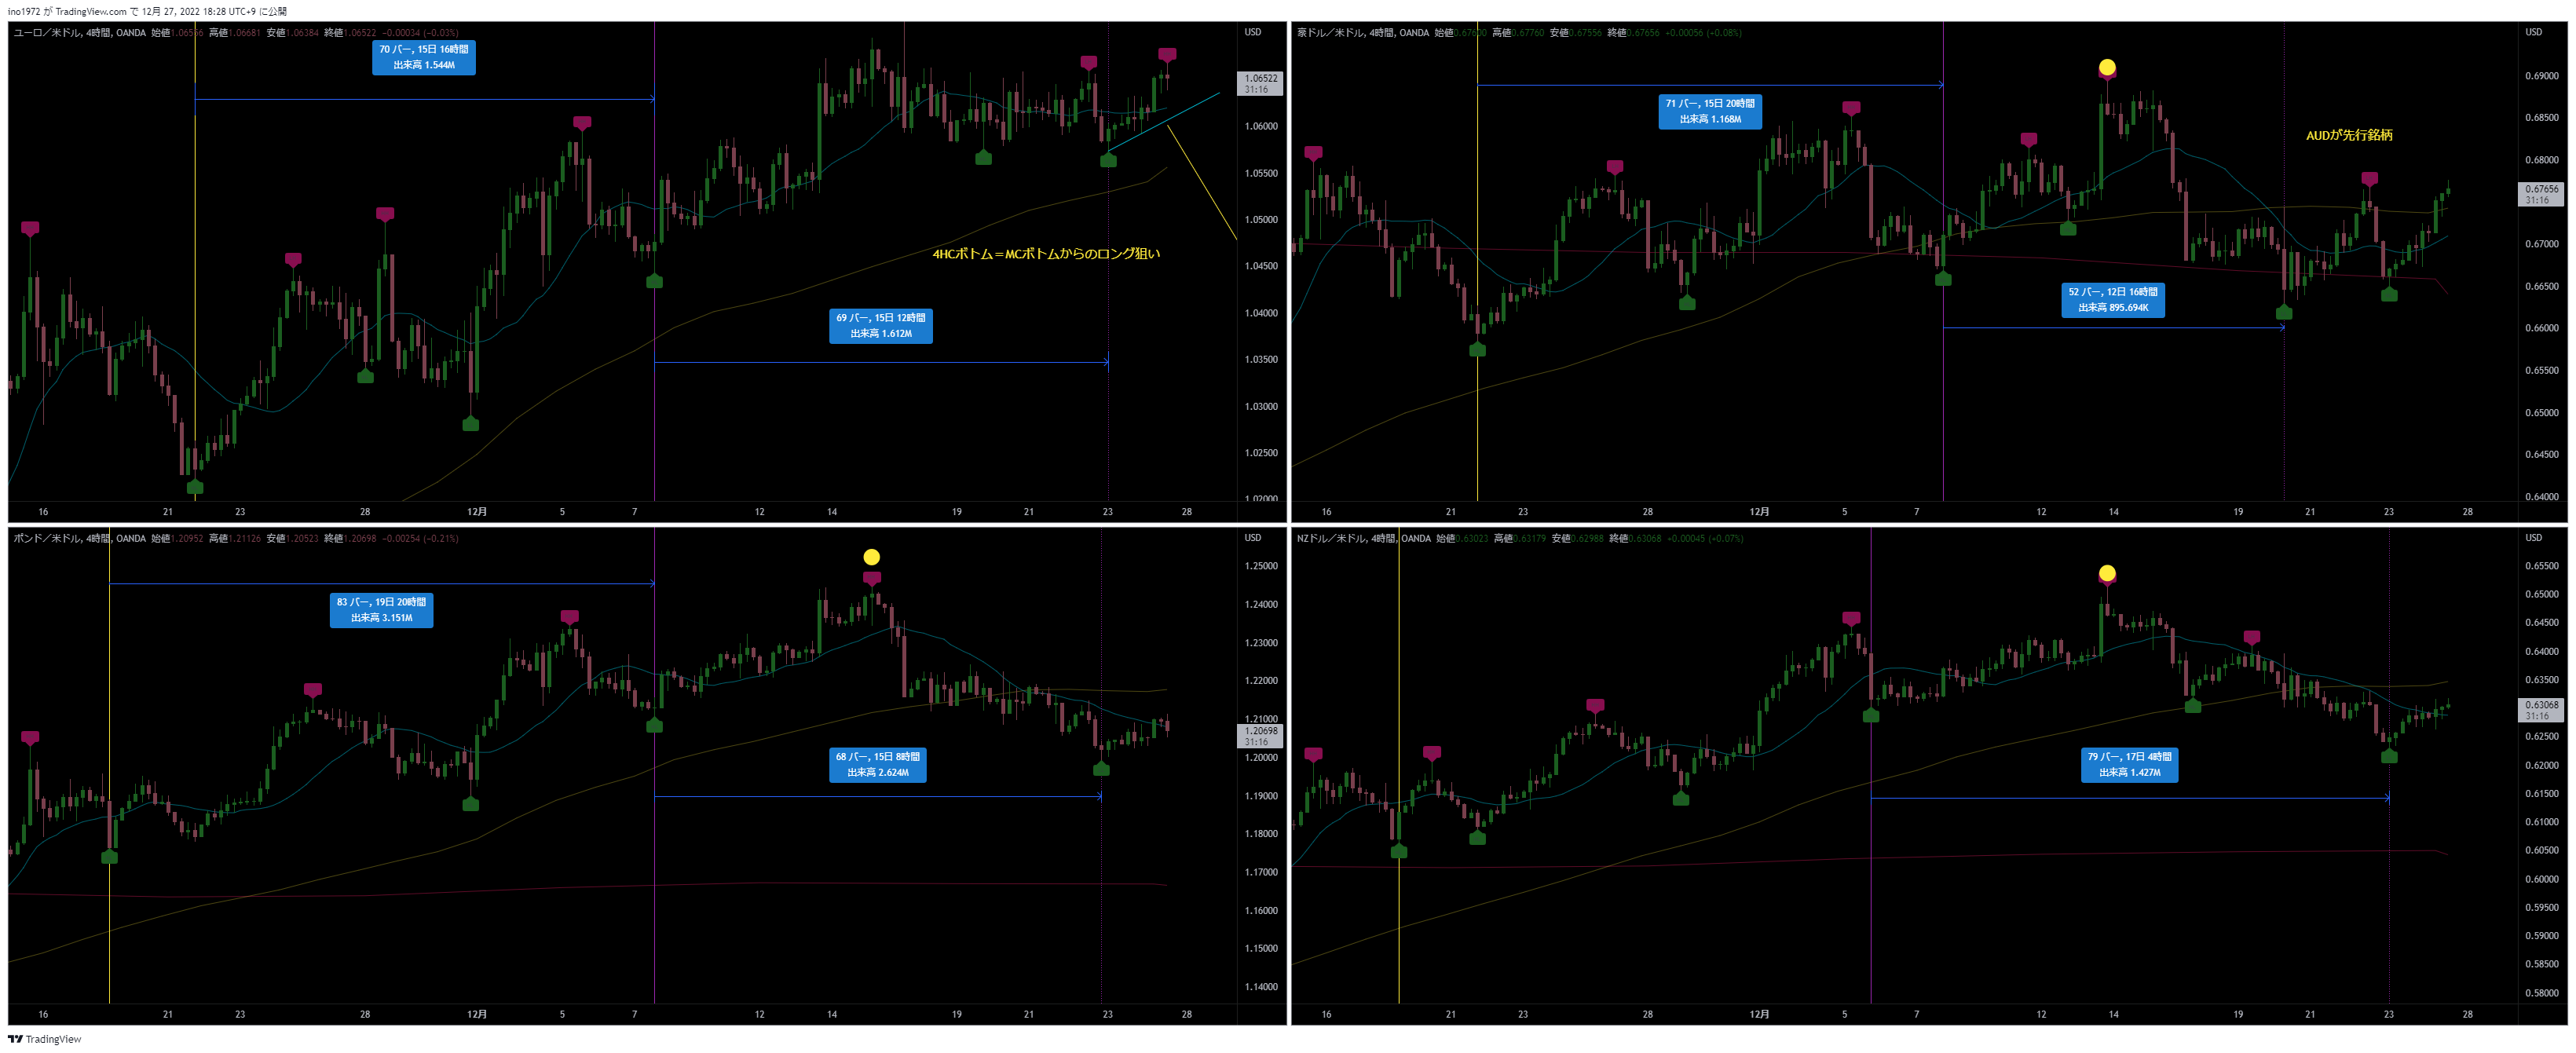 ino1972 が TradingView.com で 12月 27, 2022 18:28 UTC+9 に公開
ユーロ／米ドル, 4時間, OANDA 始値1.06556 高値1.06681 安値1.06384 終値1.06522 −0.00034 (−0.03%)
USD
70 バー, 15日 16時間
出来高 1.544M
1.06522
31:16
1.06000
1.05500
1.05000
4HCボトム＝MCボトムからのロング狙い
1.04500
69 バー, 15日 12時間
出来高 1.612M
1.04000
1.03500
1.03000
1.02500
1.02000
16 21 23 28 12月 5 7 12 14 19 21 23 28
豪ドル／米ドル, 4時間, OANDA 始値0.67600 高値0.67760 安値0.67556 終値0.67656 +0.00056 (+0.08%)
USD
0.69000
71 バー, 15日 20時間
出来高 1.168M
0.68500
AUDが先行銘柄
0.68000
0.67656
31:16
0.67000
0.66500
52 バー, 12日 16時間
出来高 895.694K
0.66000
0.65500
0.65000
0.64500
0.64000
16 21 23 28 12月 5 7 12 14 19 21 23 28
ポンド／米ドル, 4時間, OANDA 始値1.20952 高値1.21126 安値1.20523 終値1.20698 −0.00254 (−0.21%)
USD
1.25000
83 バー, 19日 20時間
出来高 3.151M
1.24000
1.23000
1.22000
1.21000
1.20698
31:16
1.20000
68 バー, 15日 8時間
出来高 2.624M
1.19000
1.18000
1.17000
1.16000
1.15000
1.14000
16 21 23 28 12月 5 7 12 14 19 21 23 28
NZドル／米ドル, 4時間, OANDA 始値0.63023 高値0.63179 安値0.62988 終値0.63068 +0.00045 (+0.07%)
USD
0.65500
0.65000
0.64500
0.64000
0.63500
0.63068
31:16
0.62500
0.62000
79 バー, 17日 4時間
出来高 1.427M
0.61500
0.61000
0.60500
0.60000
0.59500
0.59000
0.58500
0.58000
16 21 23 28 12月 5 7 12 14 19 21 23 28
TradingView